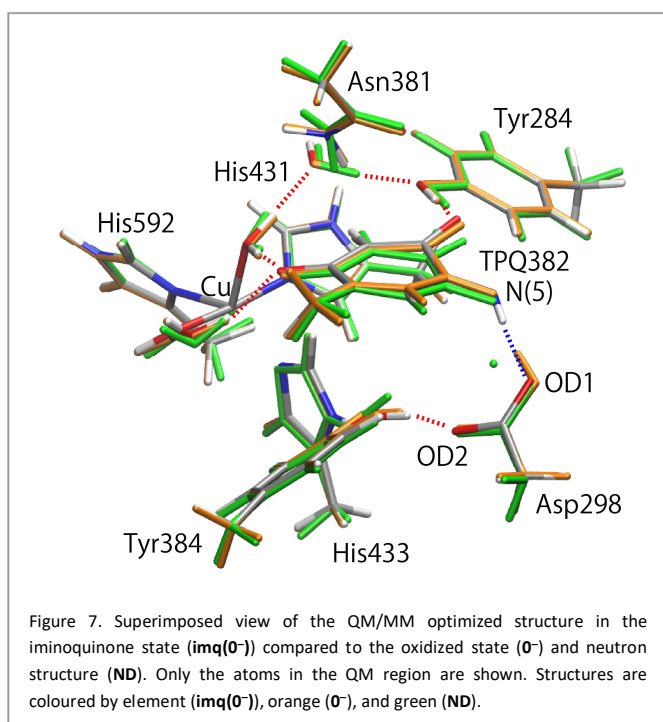 Asn381
Tyr284
His431
His592
Cu
TPQ382
N(5)
OD1
OD2
Asp298
Tyr384
His433
Figure 7. Superimposed view of the QM/MM optimized structure in the
iminoquinone state (imq(0⁻)) compared to the oxidized state (0⁻) and neutron
structure (ND). Only the atoms in the QM region are shown. Structures are
coloured by element (imq(0⁻)), orange (0⁻), and green (ND).